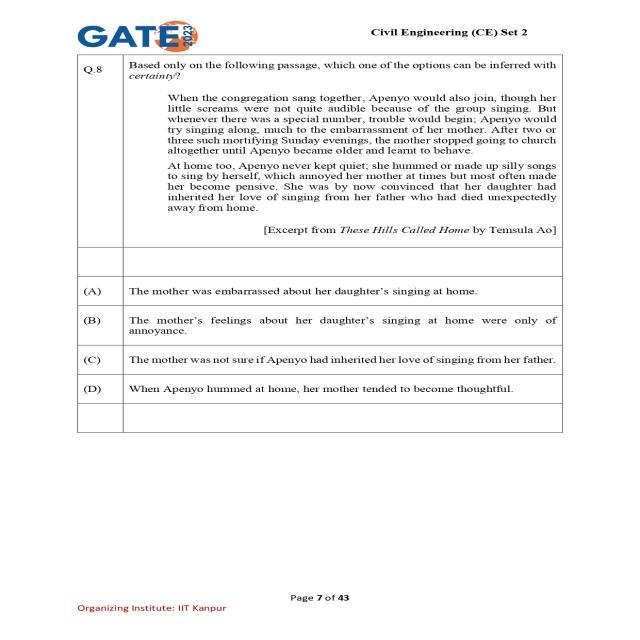 GATE 2023
Civil Engineering (CE) Set 2
Q.8
Based only on the following passage, which one of the options can be inferred with
certainty?
When the congregation sang together, Apenyo would also join, though her
little screams were not quite audible because of the group singing. But
whenever there was a special number, trouble would begin; Apenyo would
try singing along, much to the embarrassment of her mother. After two or
three such mortifying Sunday evenings, the mother stopped going to church
altogether until Apenyo became older and learnt to behave.
At home too, Apenyo never kept quiet; she hummed or made up silly songs
to sing by herself, which annoyed her mother at times but most often made
her become pensive. She was by now convinced that her daughter had
inherited her love of singing from her father who had died unexpectedly
away from home.
[Excerpt from These Hills Called Home by Temsula Ao]
(A) The mother was embarrassed about her daughter's singing at home.
(B) The mother's feelings about her daughter's singing at home were only of
annoyance.
(C) The mother was not sure if Apenyo had inherited her love of singing from her father.
(D) When Apenyo hummed at home, her mother tended to become thoughtful.
Page 7 of 43
Organizing Institute: IIT Kanpur